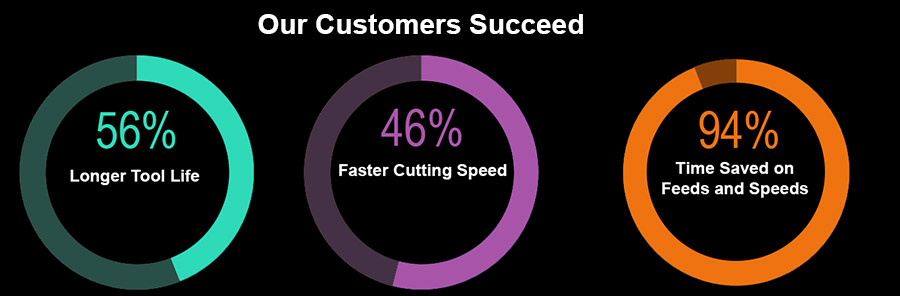 Our Customers Succeed
56%
Longer Tool Life
46%
Faster Cutting Speed
94%
Time Saved on
Feeds and Speeds